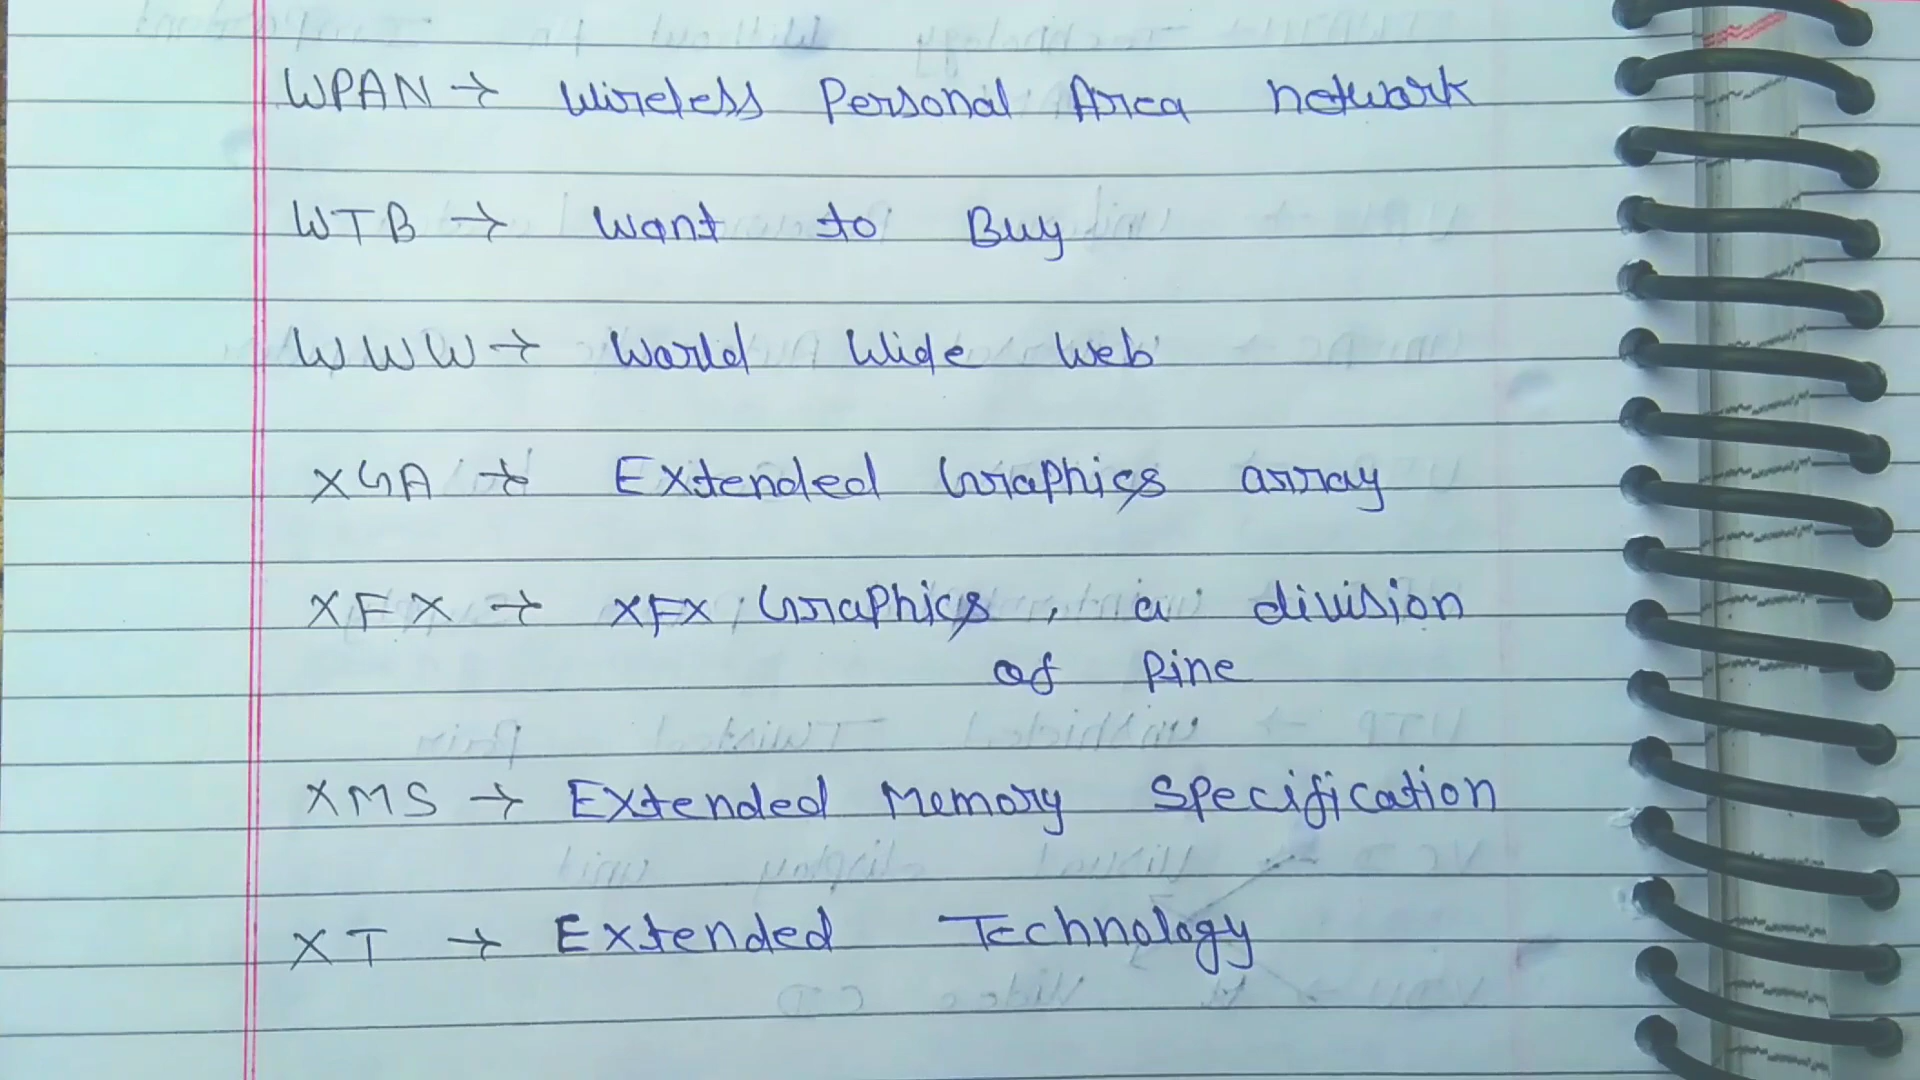 WPAN → Wireless Personal Area network
WTB → Want to Buy
WWW → World Wide Web
XGA → Extended Graphics array
XFX → XFX Graphics, a division
of Pine
XMS → Extended Memory Specification
XT → Extended Technology